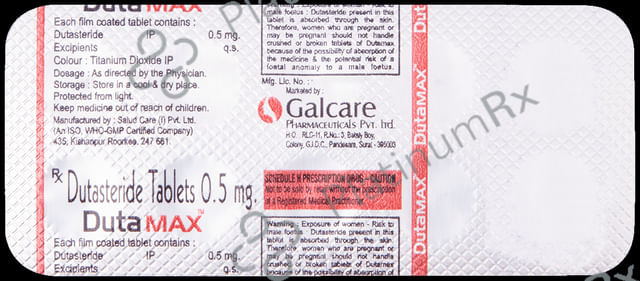 Duta MAX
Each film coated tablet contains :
Dutasteride IP 0.5 mg.
Excipients q.s.
Colour : Titanium Dioxide IP
Dosage : As directed by the Physician.
Storage : Store in a cool & dry place.
Protected from light.
Keep medicine out of reach of children.
Manufactured by : Salud Care (I) Pvt. Ltd.
(An ISO, WHO-GMP Certified Company)
435, Kishanpur, Roorkee. 247 661.
Rx Dutasteride Tablets 0.5 mg.
Duta MAX™
Each film coated tablet contains :
Dutasteride IP 0.5 mg.
Excipients q.s.
male foetus : Dutasteride present in this
tablet is absorbed through the skin.
Therefore, women who are pregnant or
may be pregnant should not handle
crushed or broken tablets of Dutamax
because of the possibility of absorption of
the medicine & the potential risk of a
foetal anomaly to a male foetus.
Mfg. Lic. No. :
Marketed by :
Galcare
PHARMACEUTICALS Pvt. Ltd.
Colony, G.I.D.C., Pandesara, Surat - 395003
SCHEDULE H PRESCRIPTION DRUG - CAUTION
Not to be sold by retail without the prescription
of a Registered Medical Practitioner.
Warning : Exposure of women - Risk to
male foetus : Dutasteride present in this
tablet is absorbed through the skin.
Therefore women who are pregnant or
may be pregnant should not handle
crushed or broken tablets of Dutamax
because of the possibility of absorption of
DutaMAX™
DutaMAX
DutaMAX
PlatinumRx